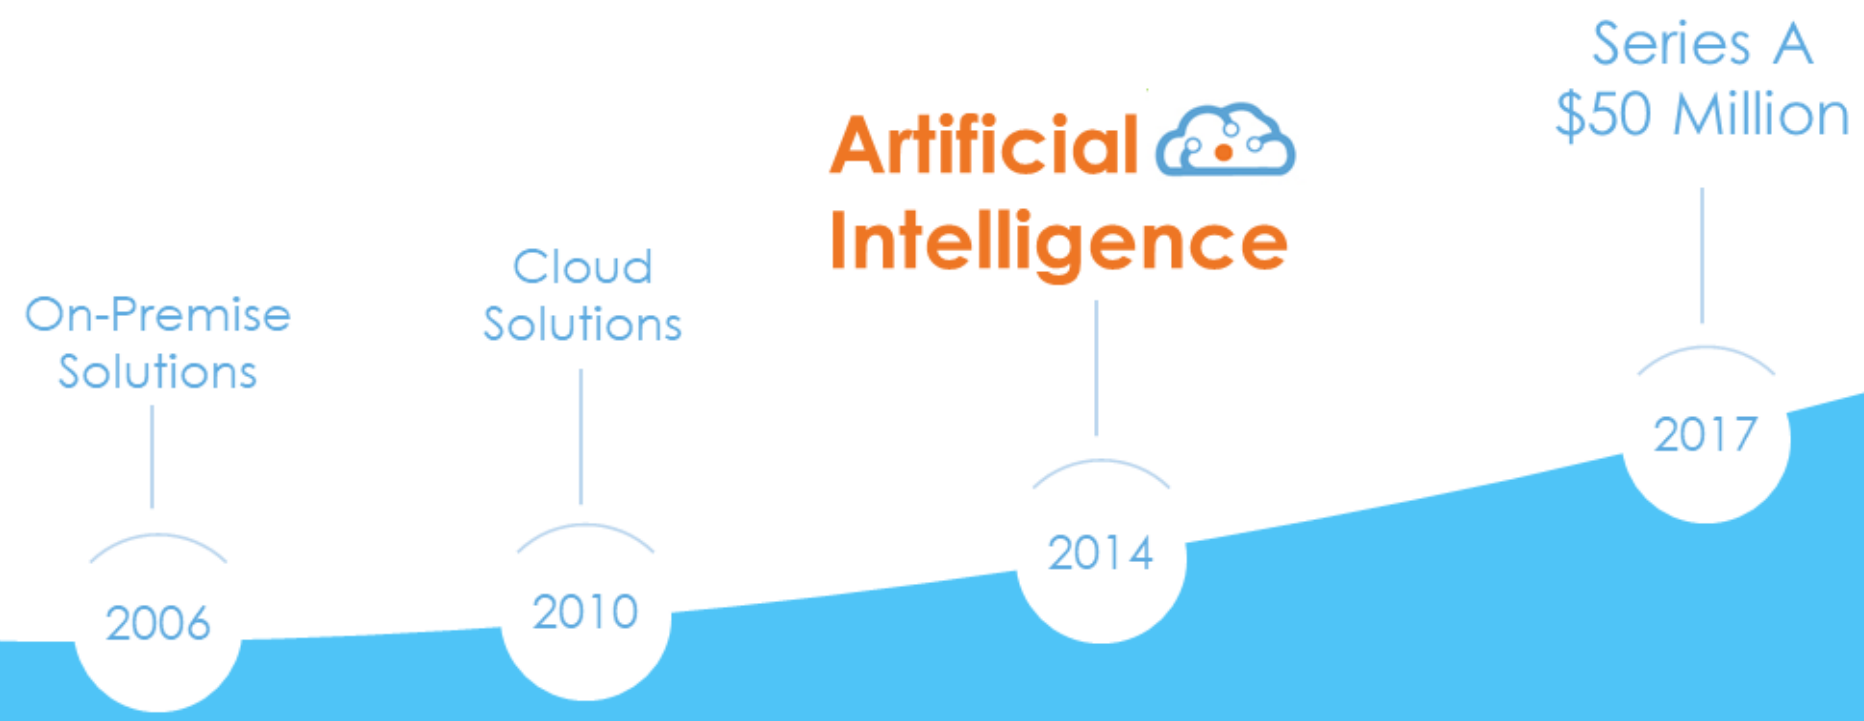 On-Premise
Solutions
2006
Cloud
Solutions
2010
Artificial
Intelligence
2014
Series A
$50 Million
2017